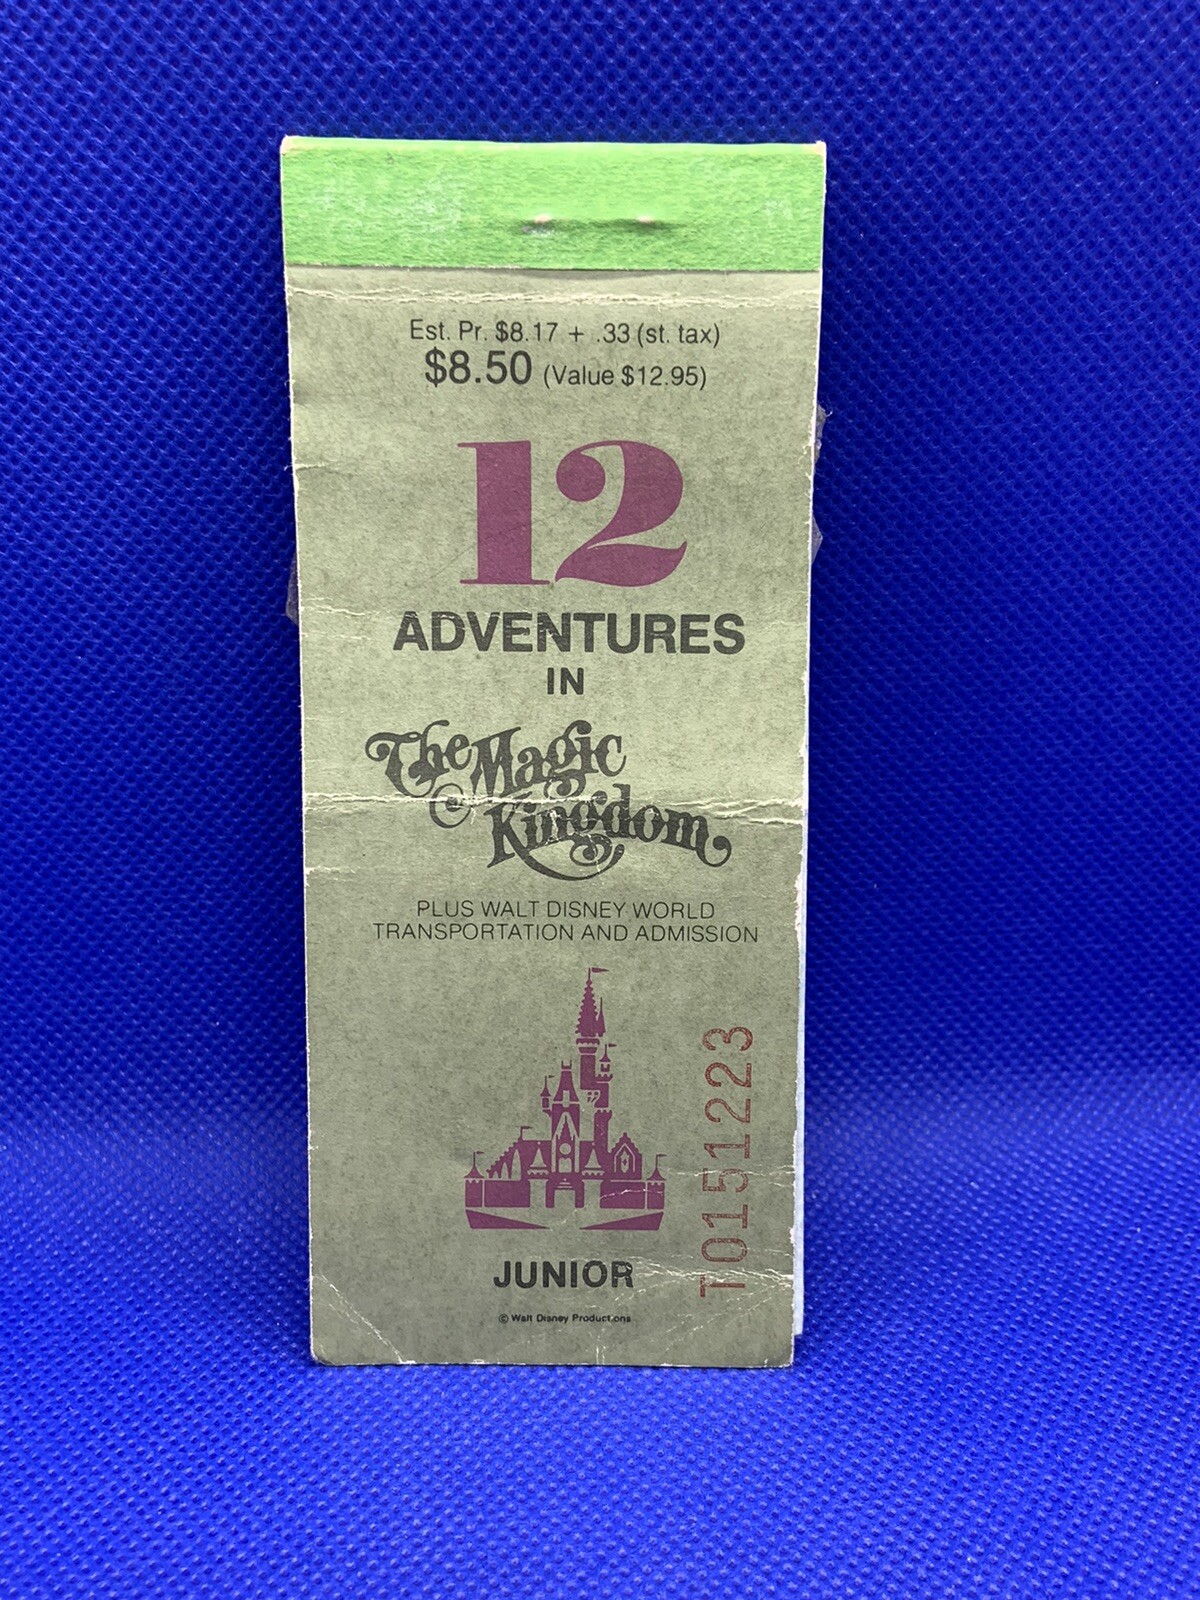 Est. Pr. $8.17 + .33 (st. tax)
$8.50 (Value $12.95)
12
ADVENTURES
IN
The Magic
Kingdom
PLUS WALT DISNEY WORLD
TRANSPORTATION AND ADMISSION
T0151223
JUNIOR
© Walt Disney Productions